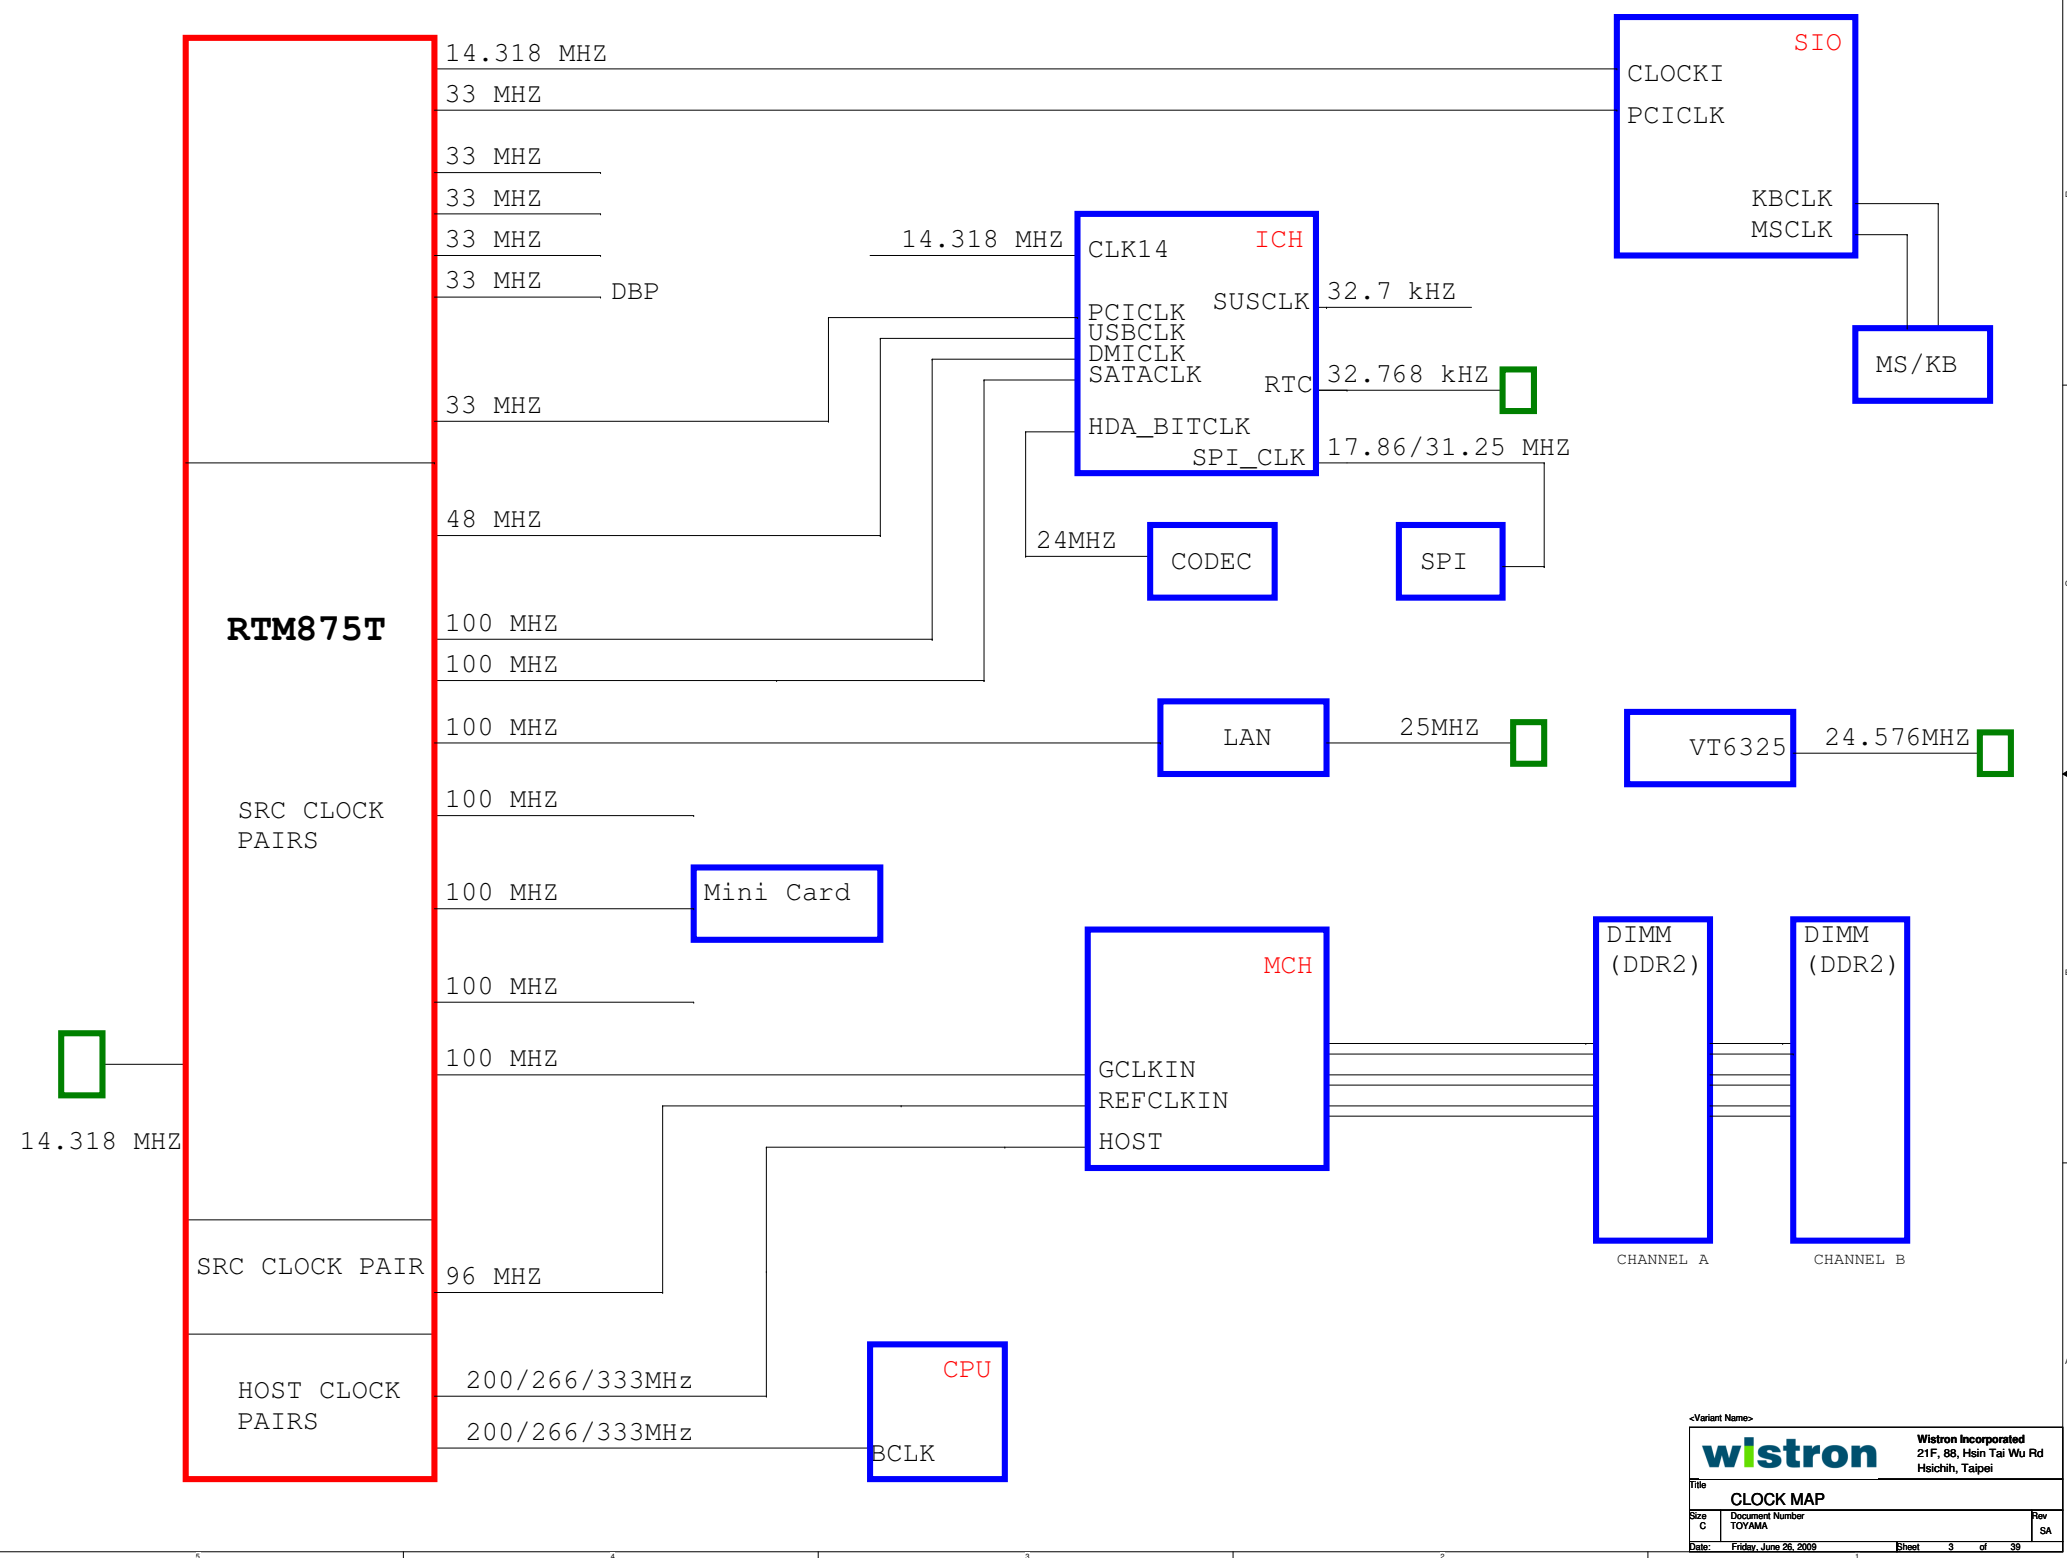 14.318 MHZ
33 MHZ
33 MHZ
33 MHZ
33 MHZ
33 MHZ
DBP
33 MHZ
48 MHZ
RTM875T
100 MHZ
100 MHZ
100 MHZ
SRC CLOCK
PAIRS
100 MHZ
100 MHZ
Mini Card
100 MHZ
100 MHZ
14.318 MHZ
SRC CLOCK PAIR
96 MHZ
HOST CLOCK
PAIRS
200/266/333MHz
200/266/333MHz
CPU
BCLK
SIO
CLOCKI
PCICLK
KBCLK
MSCLK
MS/KB
14.318 MHZ
CLK14
ICH
SUSCLK
32.7 kHZ
PCICLK
USBCLK
DMICLK
SATACLK
RTC
32.768 kHZ
HDA_BITCLK
SPI_CLK
17.86/31.25 MHZ
24MHZ
CODEC
SPI
LAN
25MHZ
VT6325
24.576MHZ
MCH
GCLKIN
REFCLKIN
HOST
DIMM
(DDR2)
CHANNEL A
DIMM
(DDR2)
CHANNEL B
<Variant Name>
wistron
Wistron Incorporated
21F, 88, Hsin Tai Wu Rd
Hsichih, Taipei
Title
CLOCK MAP
Size
C
Document Number
TOYAMA
Rev
SA
Date: Friday, June 26, 2009
Sheet 3 of 39
5
4
3
2
1